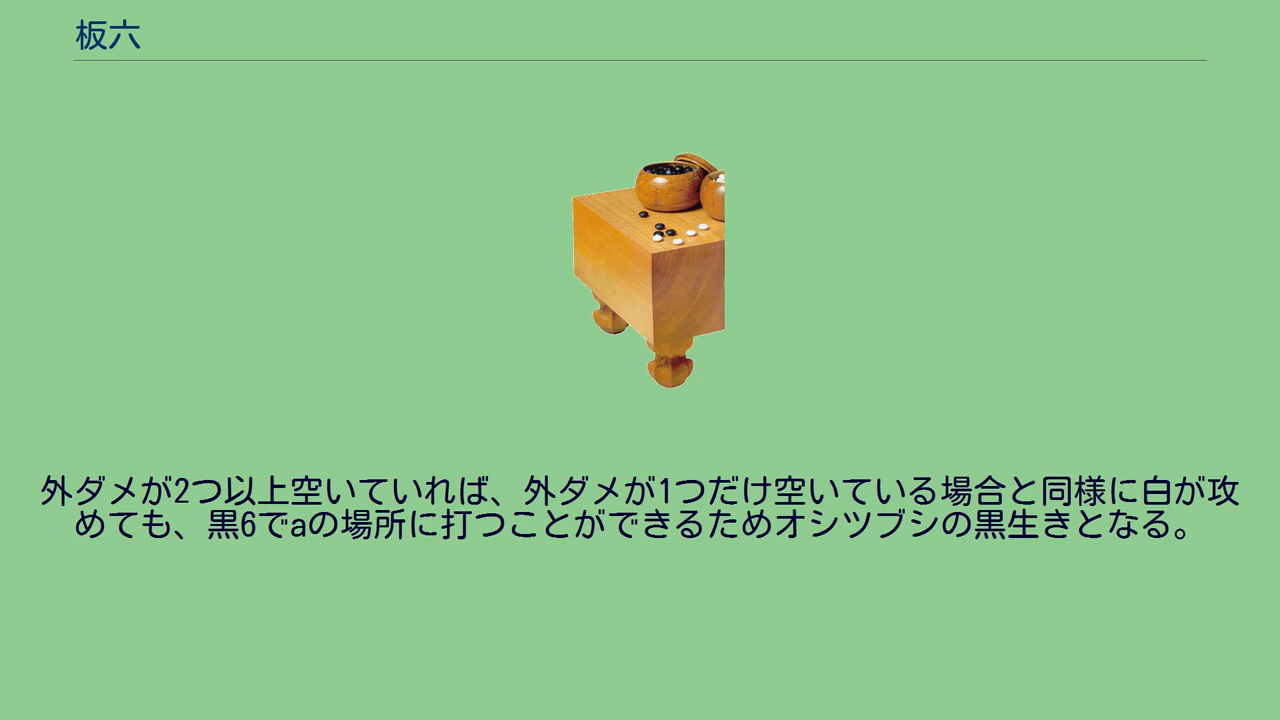 板六
外ダメが2つ以上空いていれば、外ダメが1つだけ空いている場合と同様に白が攻
めても、黒6でaの場所に打つことができるためオシツブシの黒生きとなる。